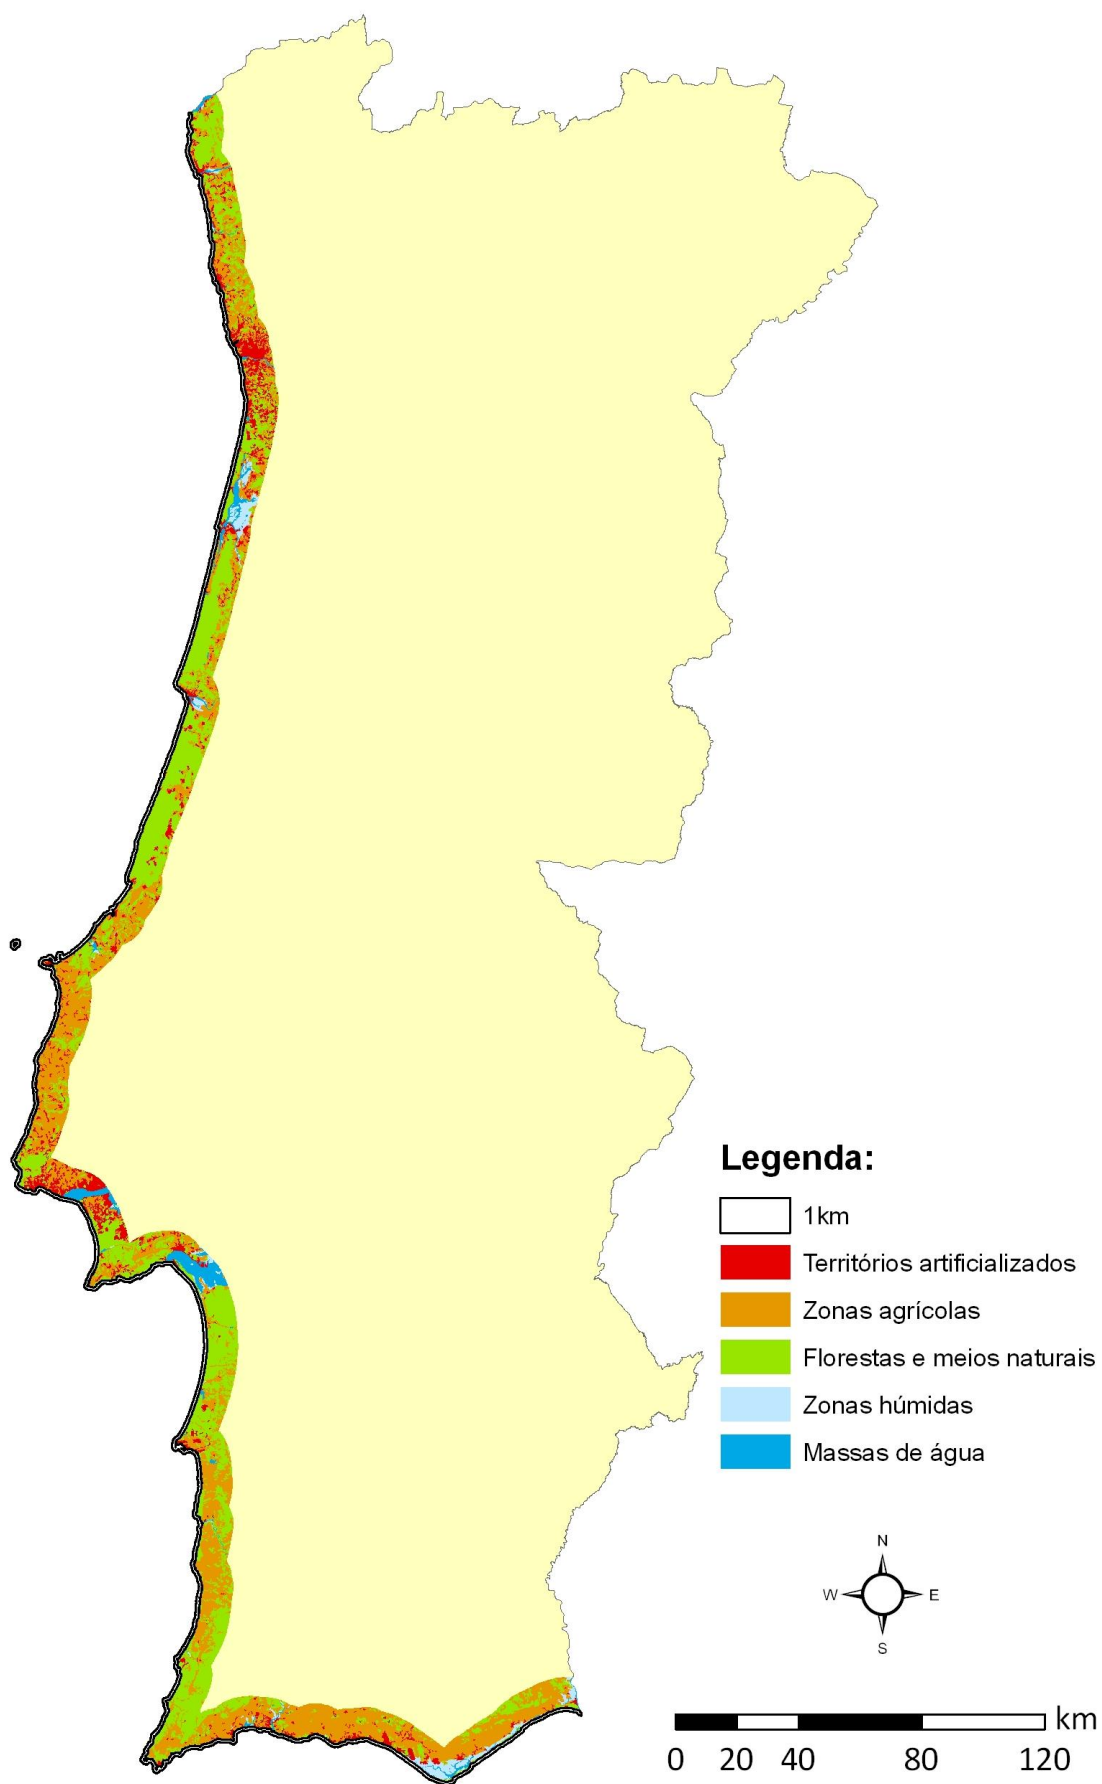 Legenda:
1km
Territórios artificializados
Zonas agrícolas
Florestas e meios naturais
Zonas húmidas
Massas de água
N
W E
S
km
0 20 40 80 120